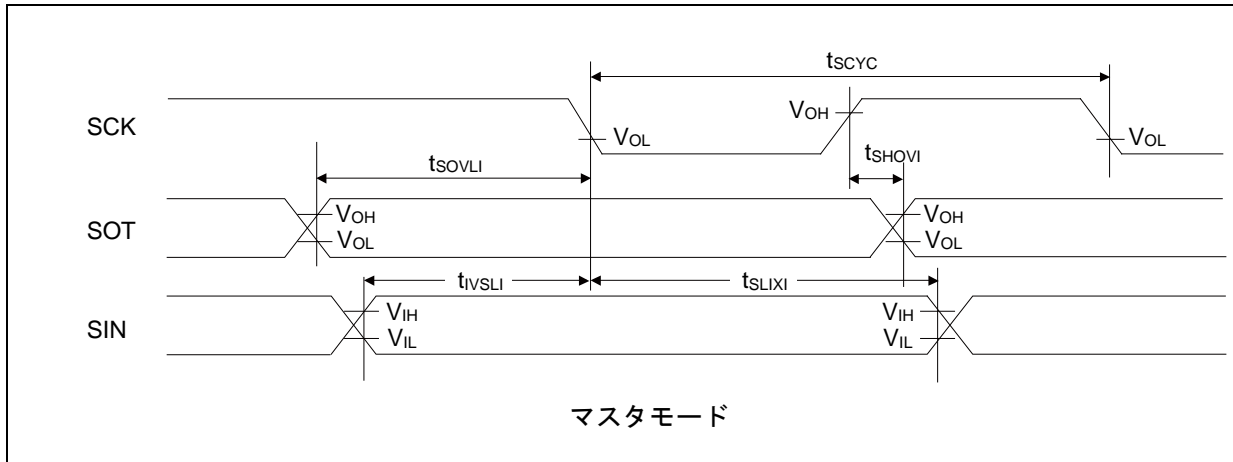 tSCYC
SCK
VOH
VOL
VOL
tSHOVI
tSOVLI
SOT
VOH
VOL
VOH
VOL
tIVSLI
tSLIXI
SIN
VIH
VIL
VIH
VIL
マスタモード